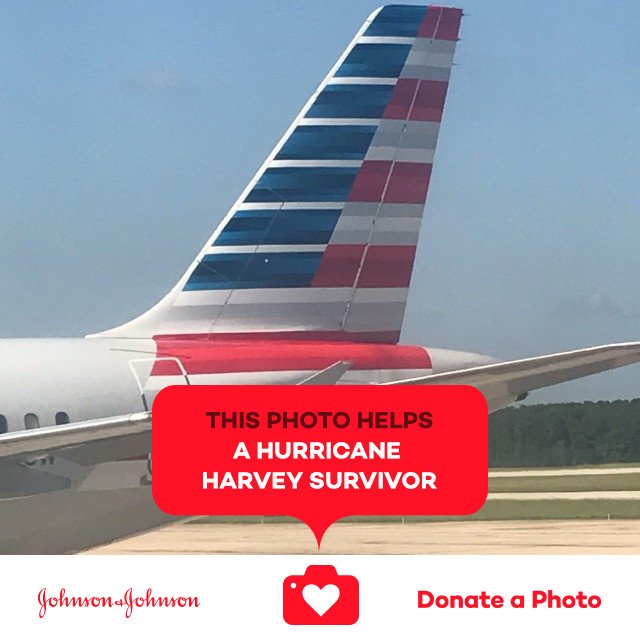 THIS PHOTO HELPS
A HURRICANE
HARVEY SURVIVOR
Johnson & Johnson
Donate a Photo